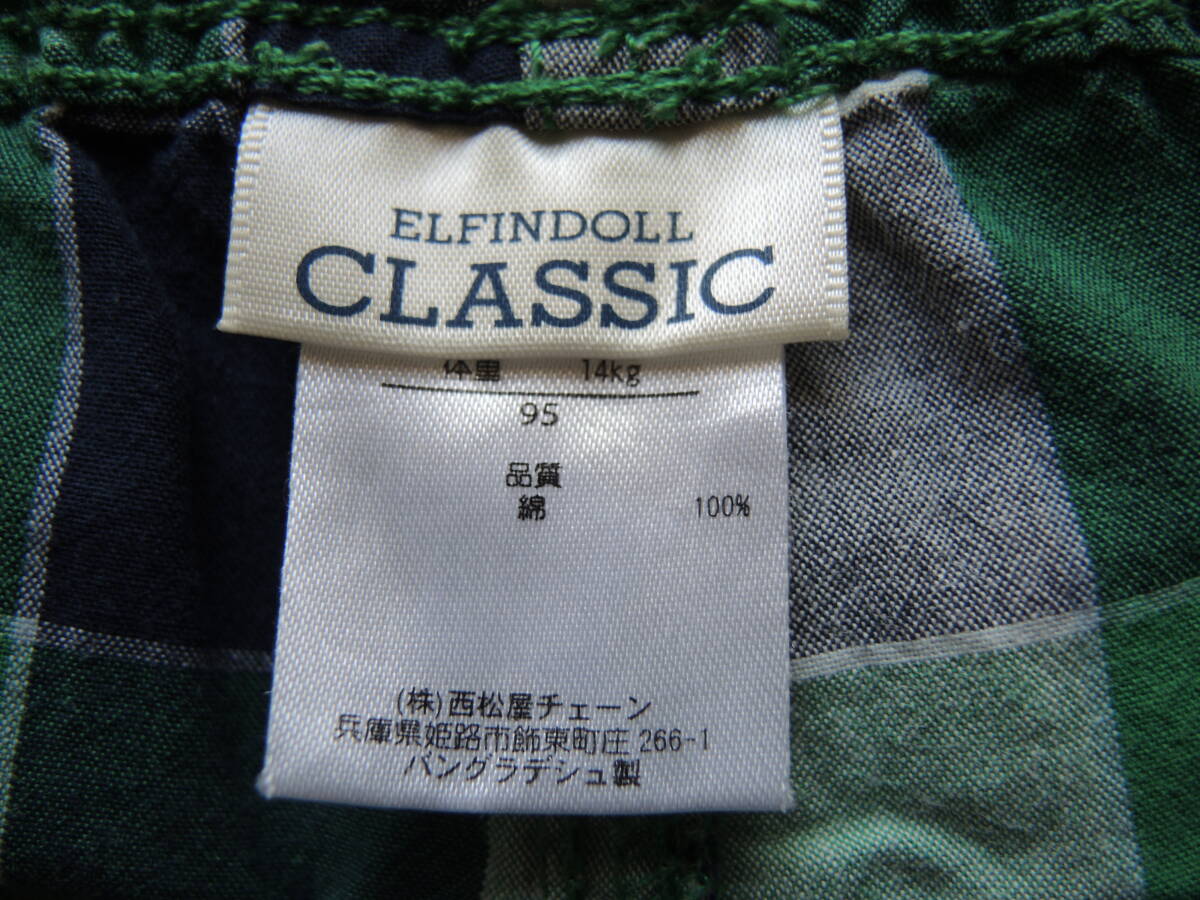 ELFINDOLL
CLASSIC
体重 14kg
95
品質
綿 100%
(株)西松屋チェーン
兵庫県姫路市飾東町庄 266-1
バングラデシュ製